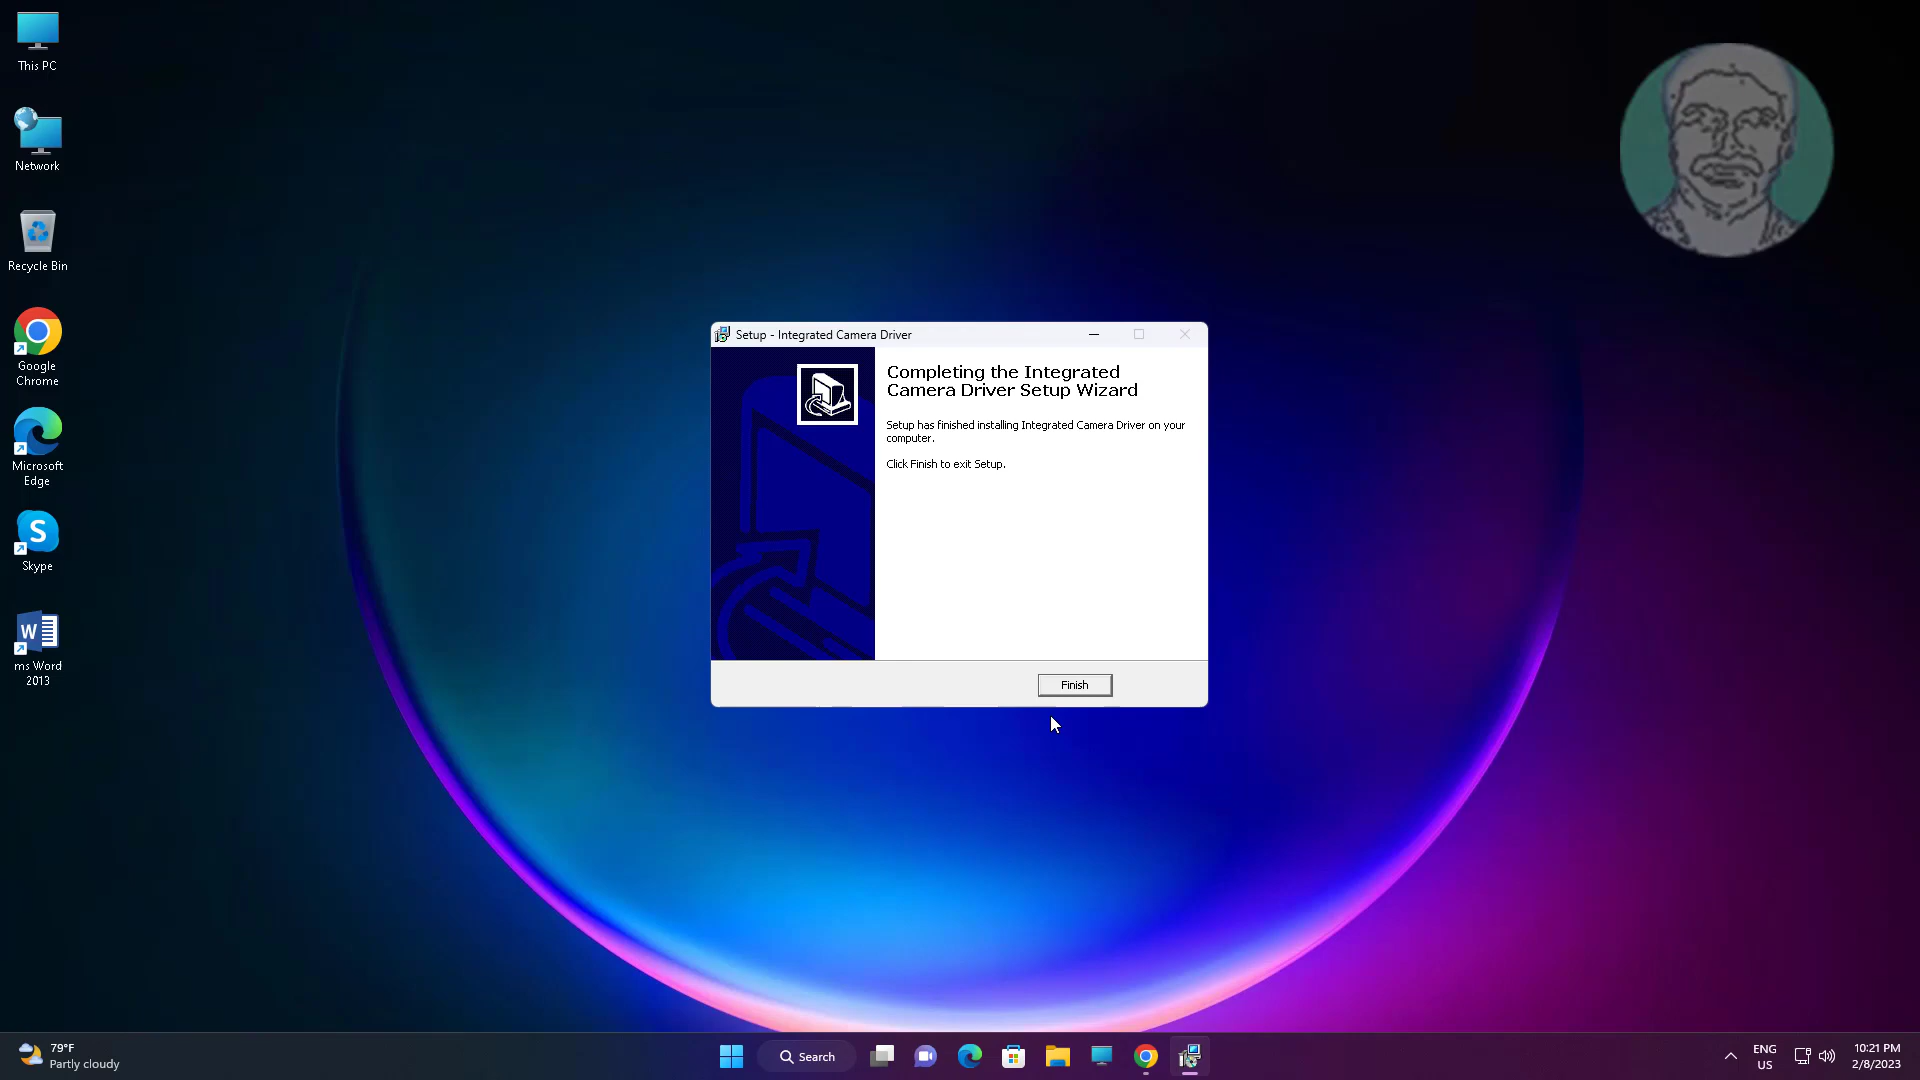 This PC
Network
Recycle Bin
Google
Chrome
Microsoft
Edge
S
Skype
W
ms Word
2013
Setup - Integrated Camera Driver
Completing the Integrated
Camera Driver Setup Wizard
Setup has finished installing Integrated Camera Driver on your
computer.
Click Finish to exit Setup.
Finish
79°F
Partly cloudy
Search
ENG
US
10:21 PM
2/8/2023